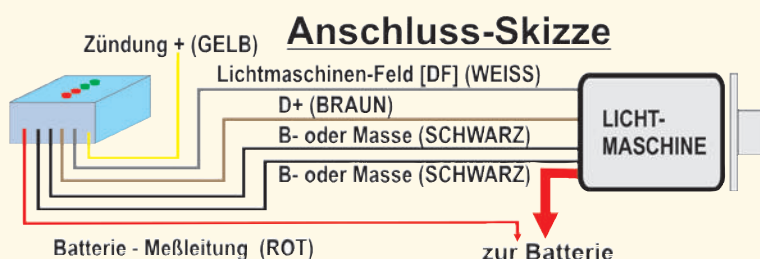 Anschluss-Skizze
Zündung + (GELB)
Lichtmaschinen-Feld [DF] (WEISS)
D+ (BRAUN)
B- oder Masse (SCHWARZ)
B- oder Masse (SCHWARZ)
LICHT-
MASCHINE
Batterie - Meßleitung (ROT)
zur Batterie